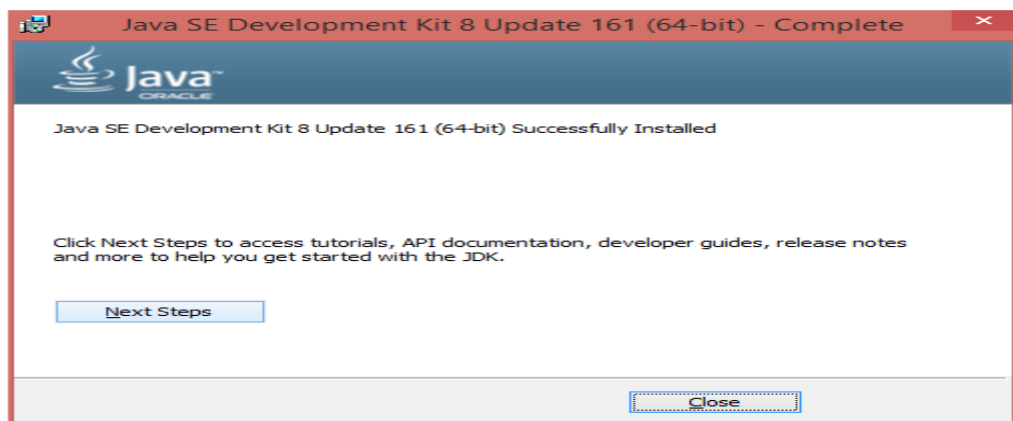 Java SE Development Kit 8 Update 161 (64-bit) - Complete
Java™
ORACLE
Java SE Development Kit 8 Update 161 (64-bit) Successfully Installed
Click Next Steps to access tutorials, API documentation, developer guides, release notes
and more to help you get started with the JDK.
Next Steps
Close